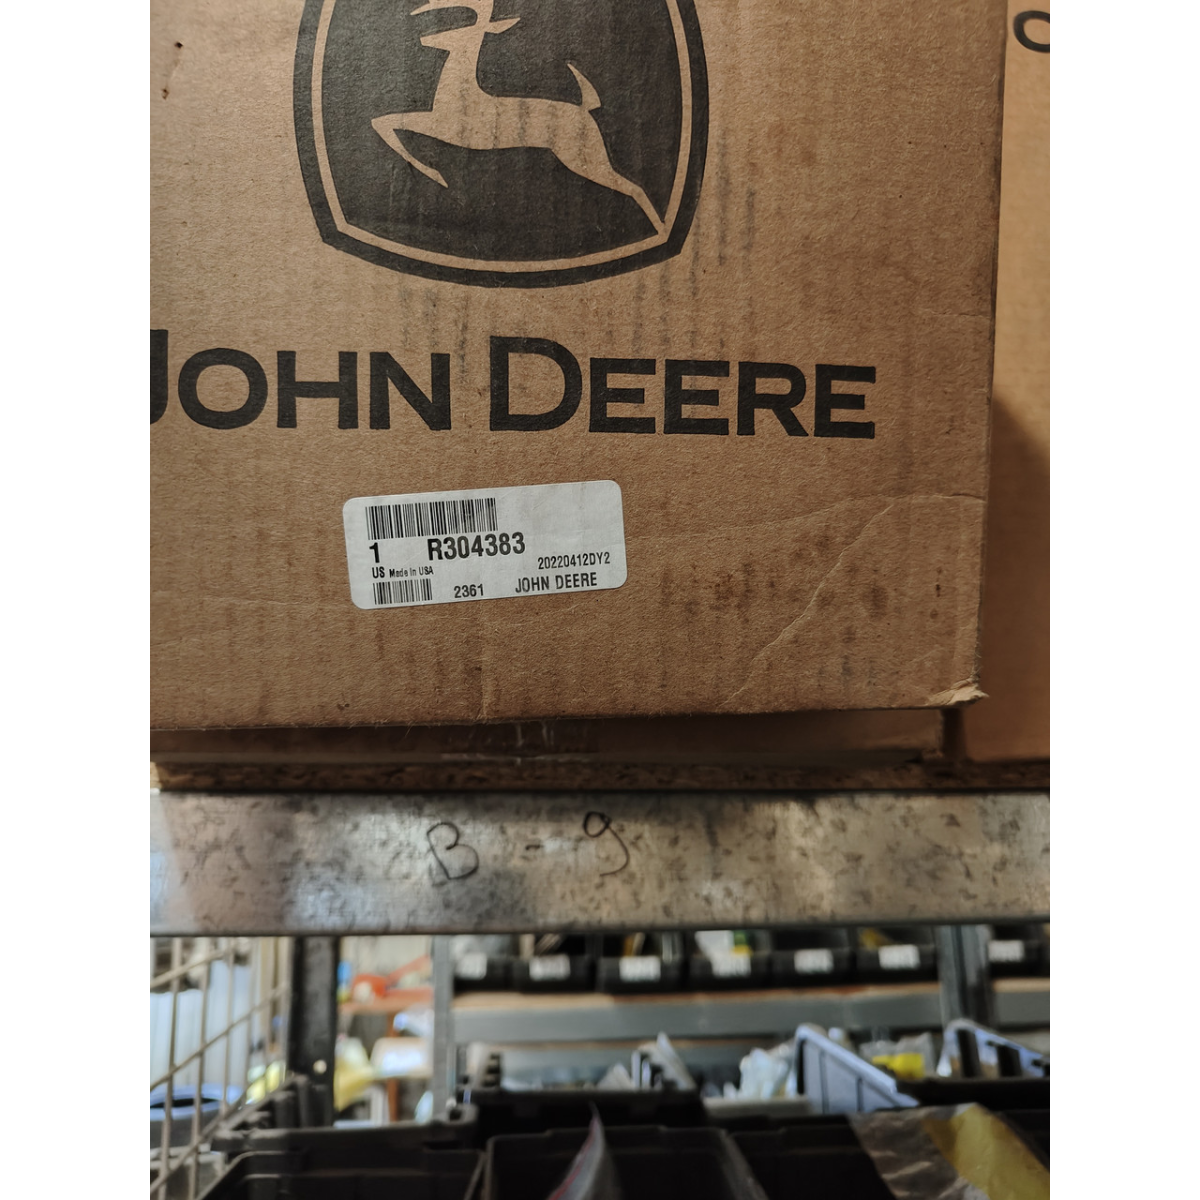 JOHN DEERE
1 R304383
US Made in USA
20220412DY2
2361 JOHN DEERE
B - 9